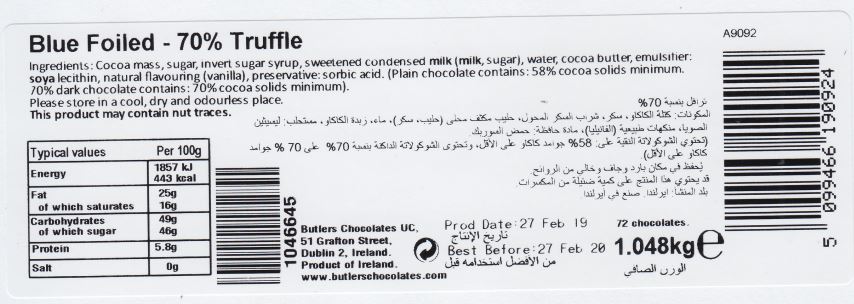 A9092
Blue Foiled - 70% Truffle
Ingredients: Cocoa mass, sugar, invert sugar syrup, sweetened condensed milk (milk, sugar), water, cocoa butter, emulsifier:
soya lecithin, natural flavouring (vanilla), preservative: sorbic acid. (Plain chocolate contains: 58% cocoa solids minimum.
70% dark chocolate contains: 70% cocoa solids minimum).
Please store in a cool, dry and odourless place.
This product may contain nut traces.
ترافل بنسبة 70%
المكونات: كتلة الكاكاو، سكر، شراب السكر المحول، حليب مكثف محلى (حليب، سكر)، ماء، زبدة الكاكاو، مستحلب: ليسيثين
الصويا، منكهات طبيعية (الفانيليا)، مادة حافظة: حمض السوربيك
(تحتوي الشوكولاتة النقية على: 58% جوامد كاكاو على الأقل، وتحتوى الشوكولاتة الداكنة بنسبة 70% على 70 % جوامد
كاكاو على الأقل).
يُحفظ في مكان بارد وجاف وخالي من الروائح.
قد يحتوي هذا المنتج على كمية ضئيلة من المكسرات.
بلد المنشأ: ايرلندا. صنع في أيرلندا
Typical values Per 100g
Energy 1857 kJ
443 kcal
Fat 25g
of which saturates 16g
Carbohydrates 49g
of which sugar 46g
Protein 5.8g
Salt 0g
1046645
Butlers Chocolates UC,
51 Grafton Street,
Dublin 2, Ireland.
Product of Ireland.
www.butlerschocolates.com
Prod Date:27 Feb 19
تاريخ الإنتاج
Best Before:27 Feb 20
من الأفضل استخدامه قبل
72 chocolates.
1.048kg℮
الوزن الصافي
5 099466 190924